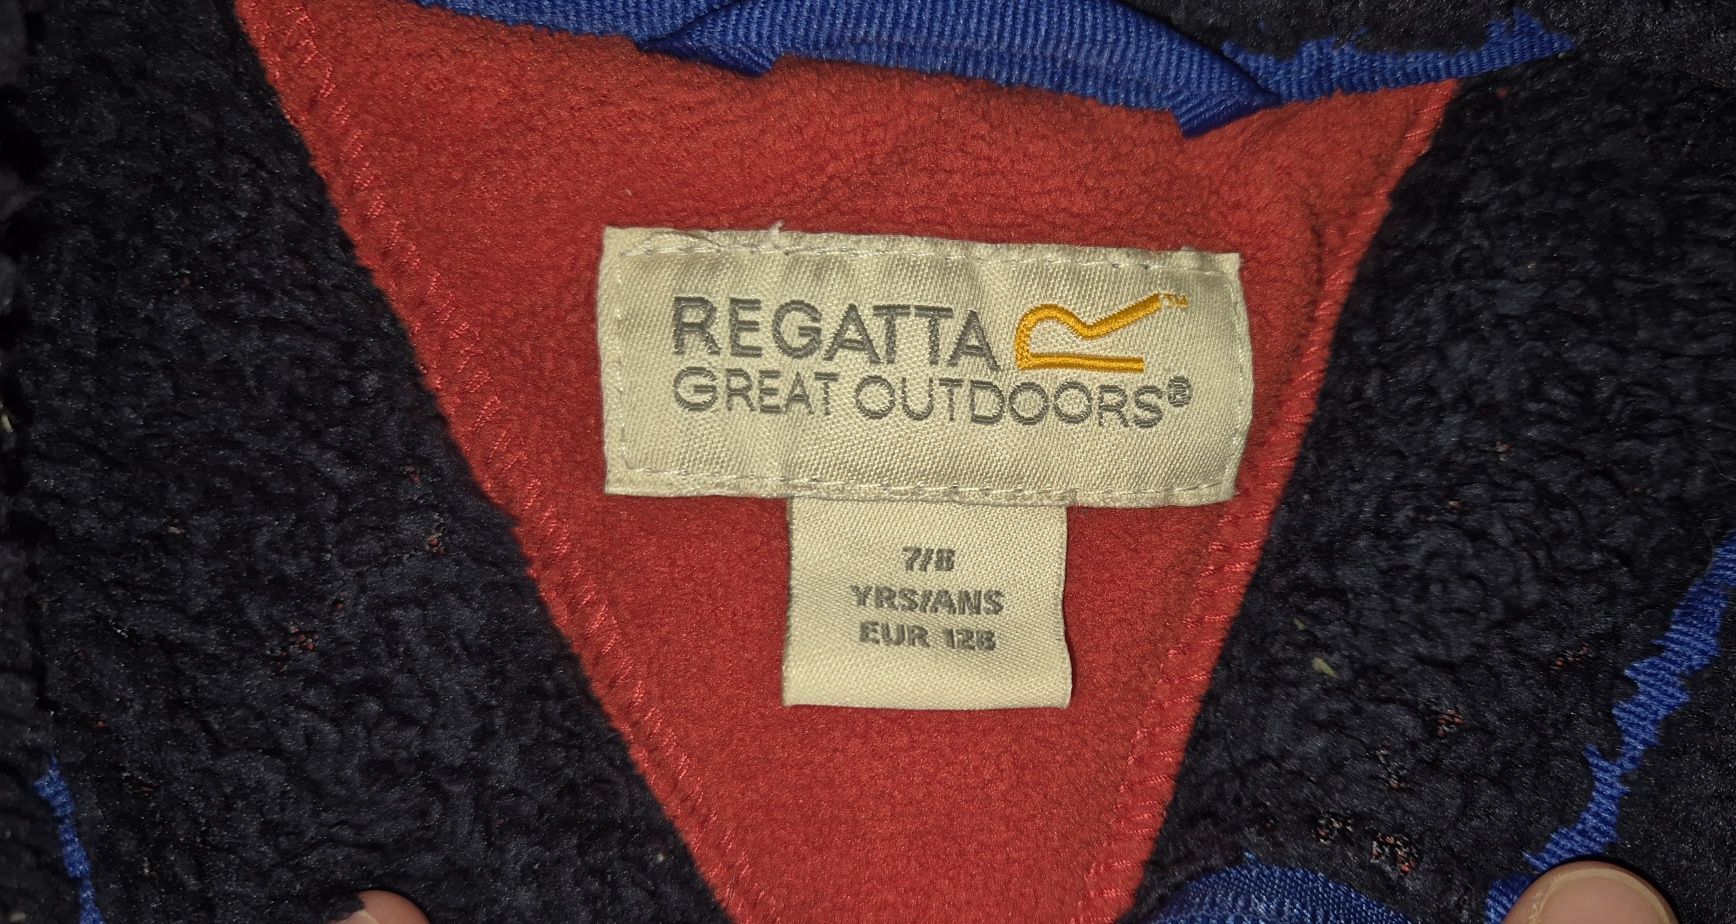 REGATTA
GREAT OUTDOORS®
7/8
YRS/ANS
EUR 128